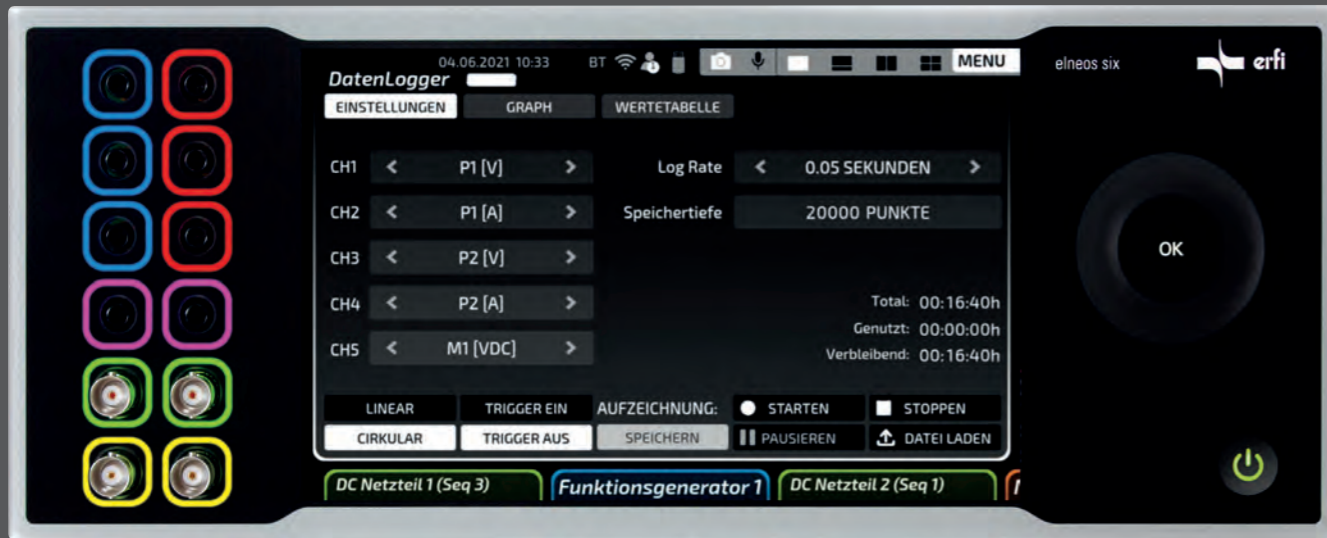 04.06.2021 10:33 BT MENU
DatenLogger
EINSTELLUNGEN GRAPH WERTETABELLE
CH1 P1 [V] Log Rate 0.05 SEKUNDEN
CH2 P1 [A] Speichertiefe 20000 PUNKTE
CH3 P2 [V]
CH4 P2 [A] Total: 00:16:40h
Genutzt: 00:00:00h
CH5 M1 [VDC] Verbleibend: 00:16:40h
LINEAR TRIGGER EIN AUFZEICHNUNG: STARTEN STOPPEN
CIRKULAR TRIGGER AUS SPEICHERN PAUSIEREN DATEI LADEN
DC Netzteil 1 (Seq 3) Funktionsgenerator 1 DC Netzteil 2 (Seq 1)
elneos six erfi
OK